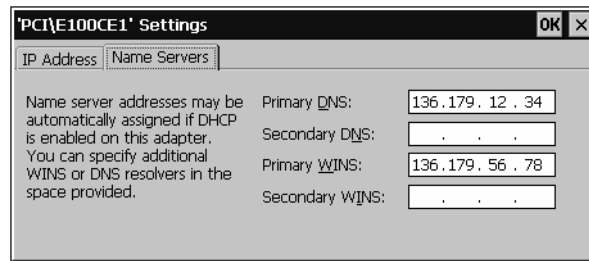 'PCI\E100CE1' Settings OK ×
IP Address Name Servers
Name server addresses may be
automatically assigned if DHCP
is enabled on this adapter.
You can specify additional
WINS or DNS resolvers in the
space provided.
Primary DNS: 136.179. 12 . 34
Secondary DNS: . . .
Primary WINS: 136.179. 56 . 78
Secondary WINS: . . .